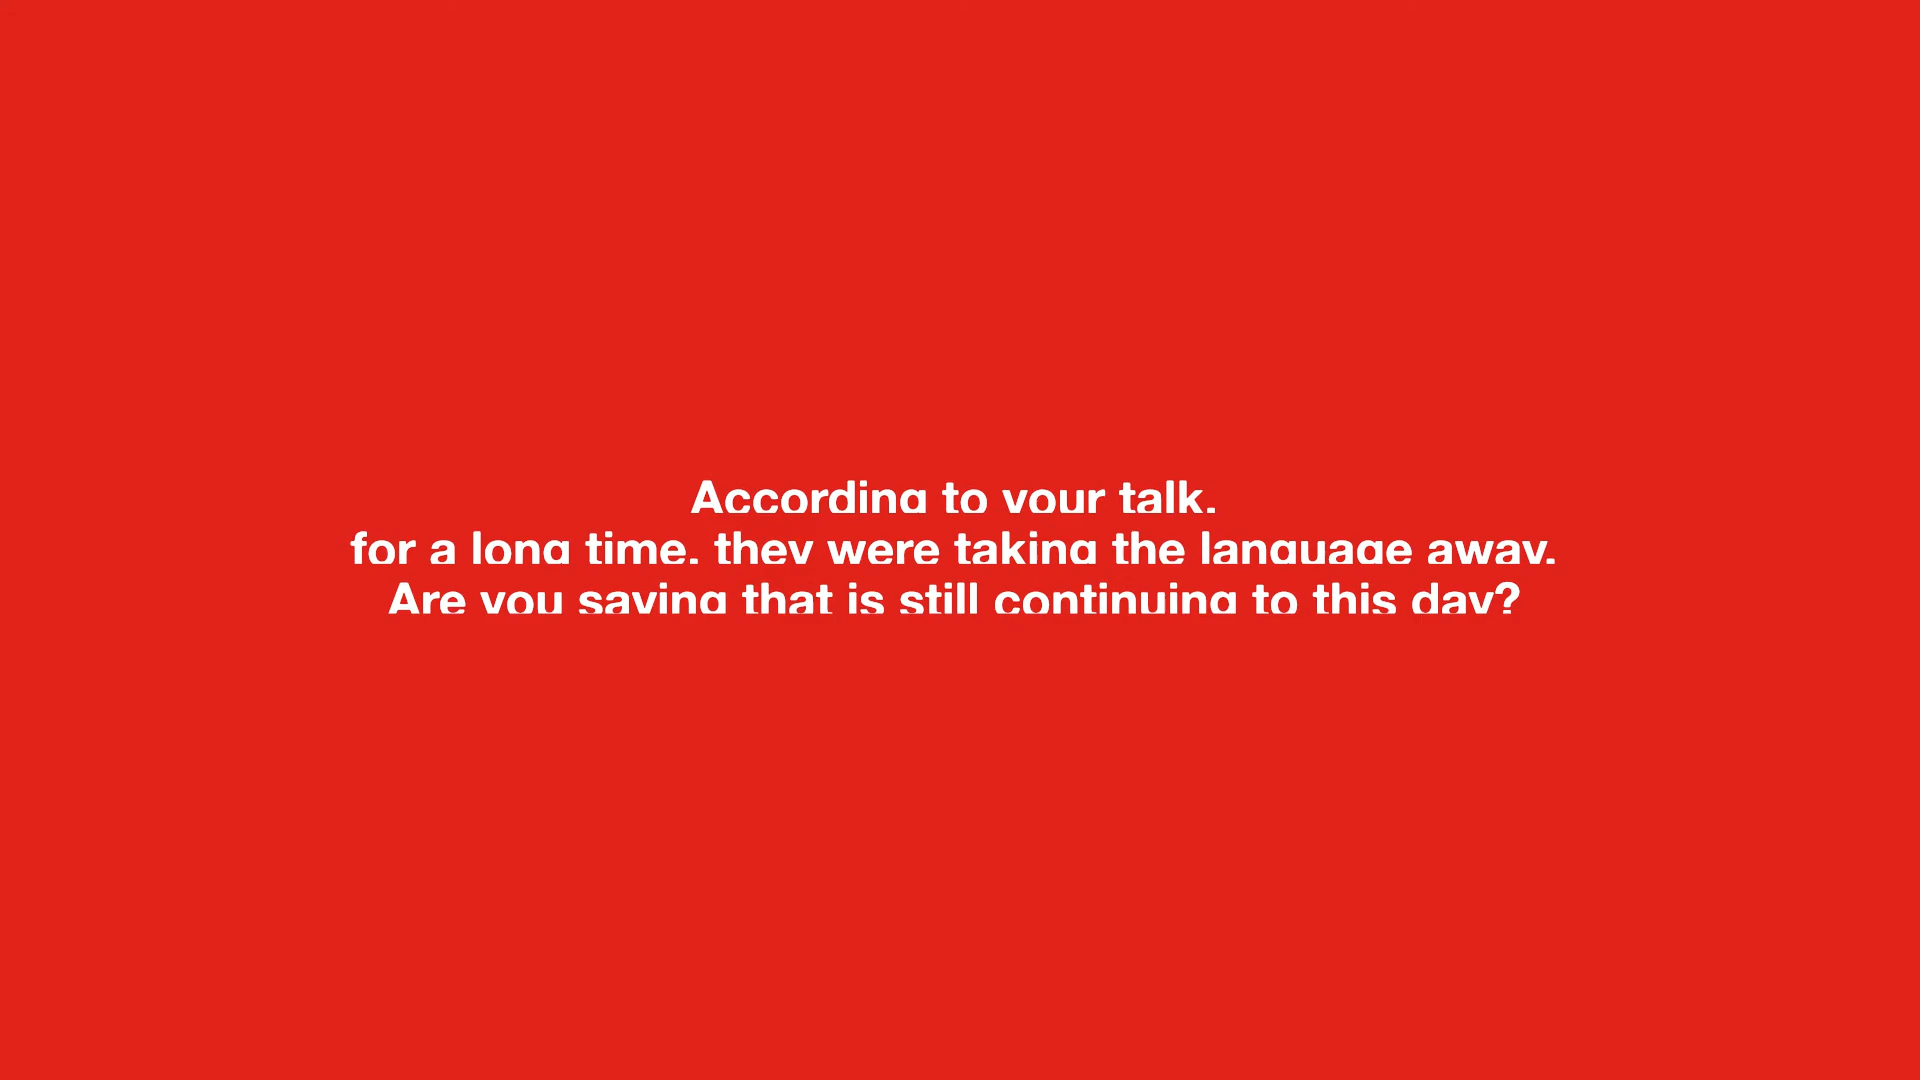 According to your talk,
for a long time, they were taking the language away.
Are you saying that is still continuing to this day?